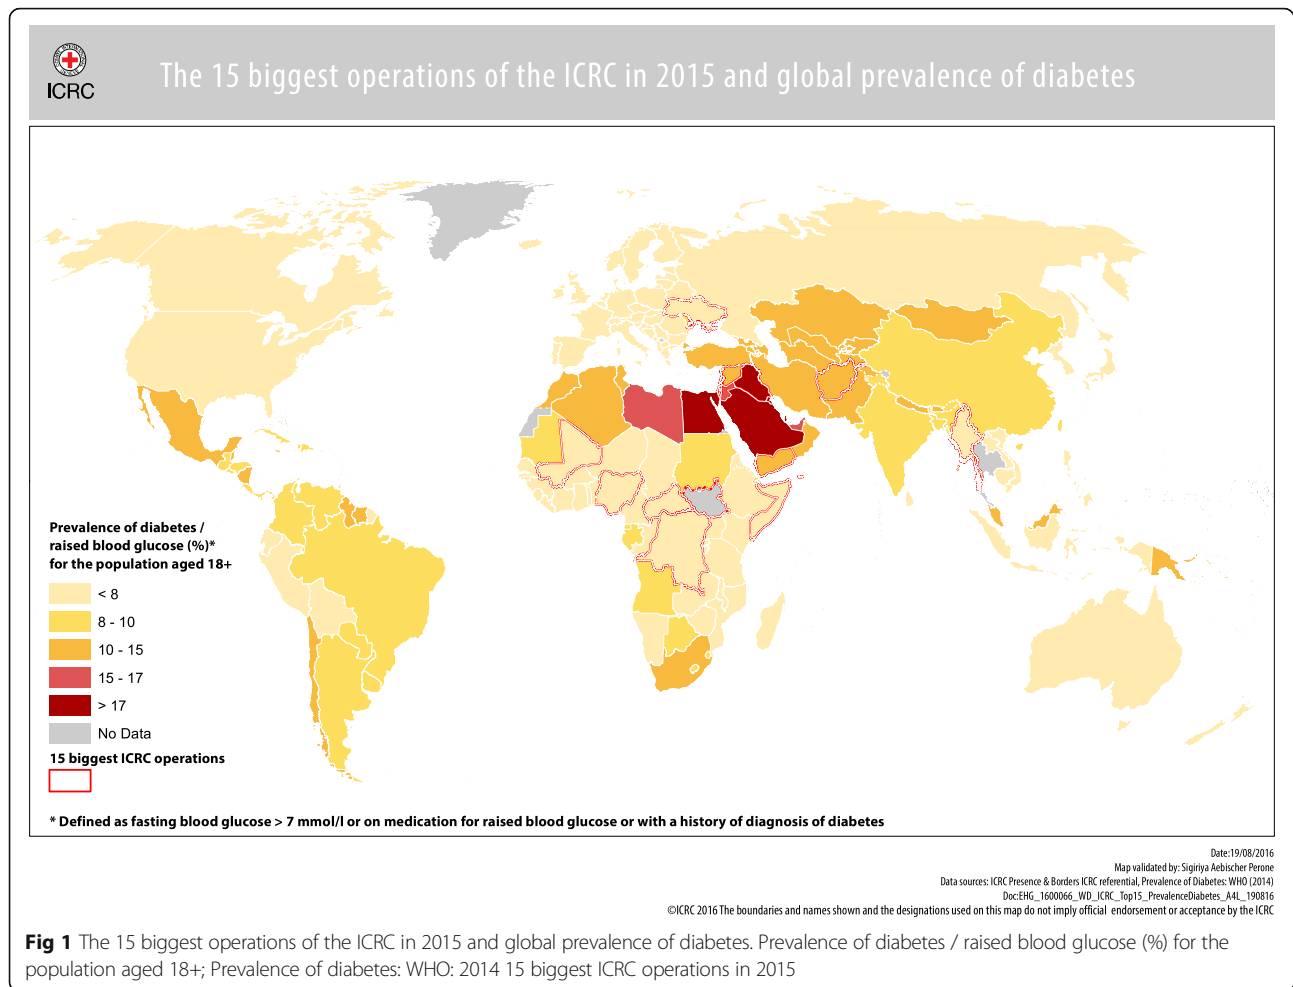 ICRC
The 15 biggest operations of the ICRC in 2015 and global prevalence of diabetes
Prevalence of diabetes /
raised blood glucose (%)*
for the population aged 18+
< 8
8 - 10
10 - 15
15 - 17
> 17
No Data
15 biggest ICRC operations
* Defined as fasting blood glucose > 7 mmol/l or on medication for raised blood glucose or with a history of diagnosis of diabetes
Date:19/08/2016
Map validated by: Sigiriya Aebischer Perone
Data sources: ICRC Presence & Borders ICRC referential, Prevalence of Diabetes: WHO (2014)
Doc:EHG_1600066_WD_ICRC_Top15_PrevalenceDiabetes_A4L_190816
©ICRC 2016 The boundaries and names shown and the designations used on this map do not imply official endorsement or acceptance by the ICRC
Fig 1 The 15 biggest operations of the ICRC in 2015 and global prevalence of diabetes. Prevalence of diabetes / raised blood glucose (%) for the
population aged 18+; Prevalence of diabetes: WHO: 2014 15 biggest ICRC operations in 2015